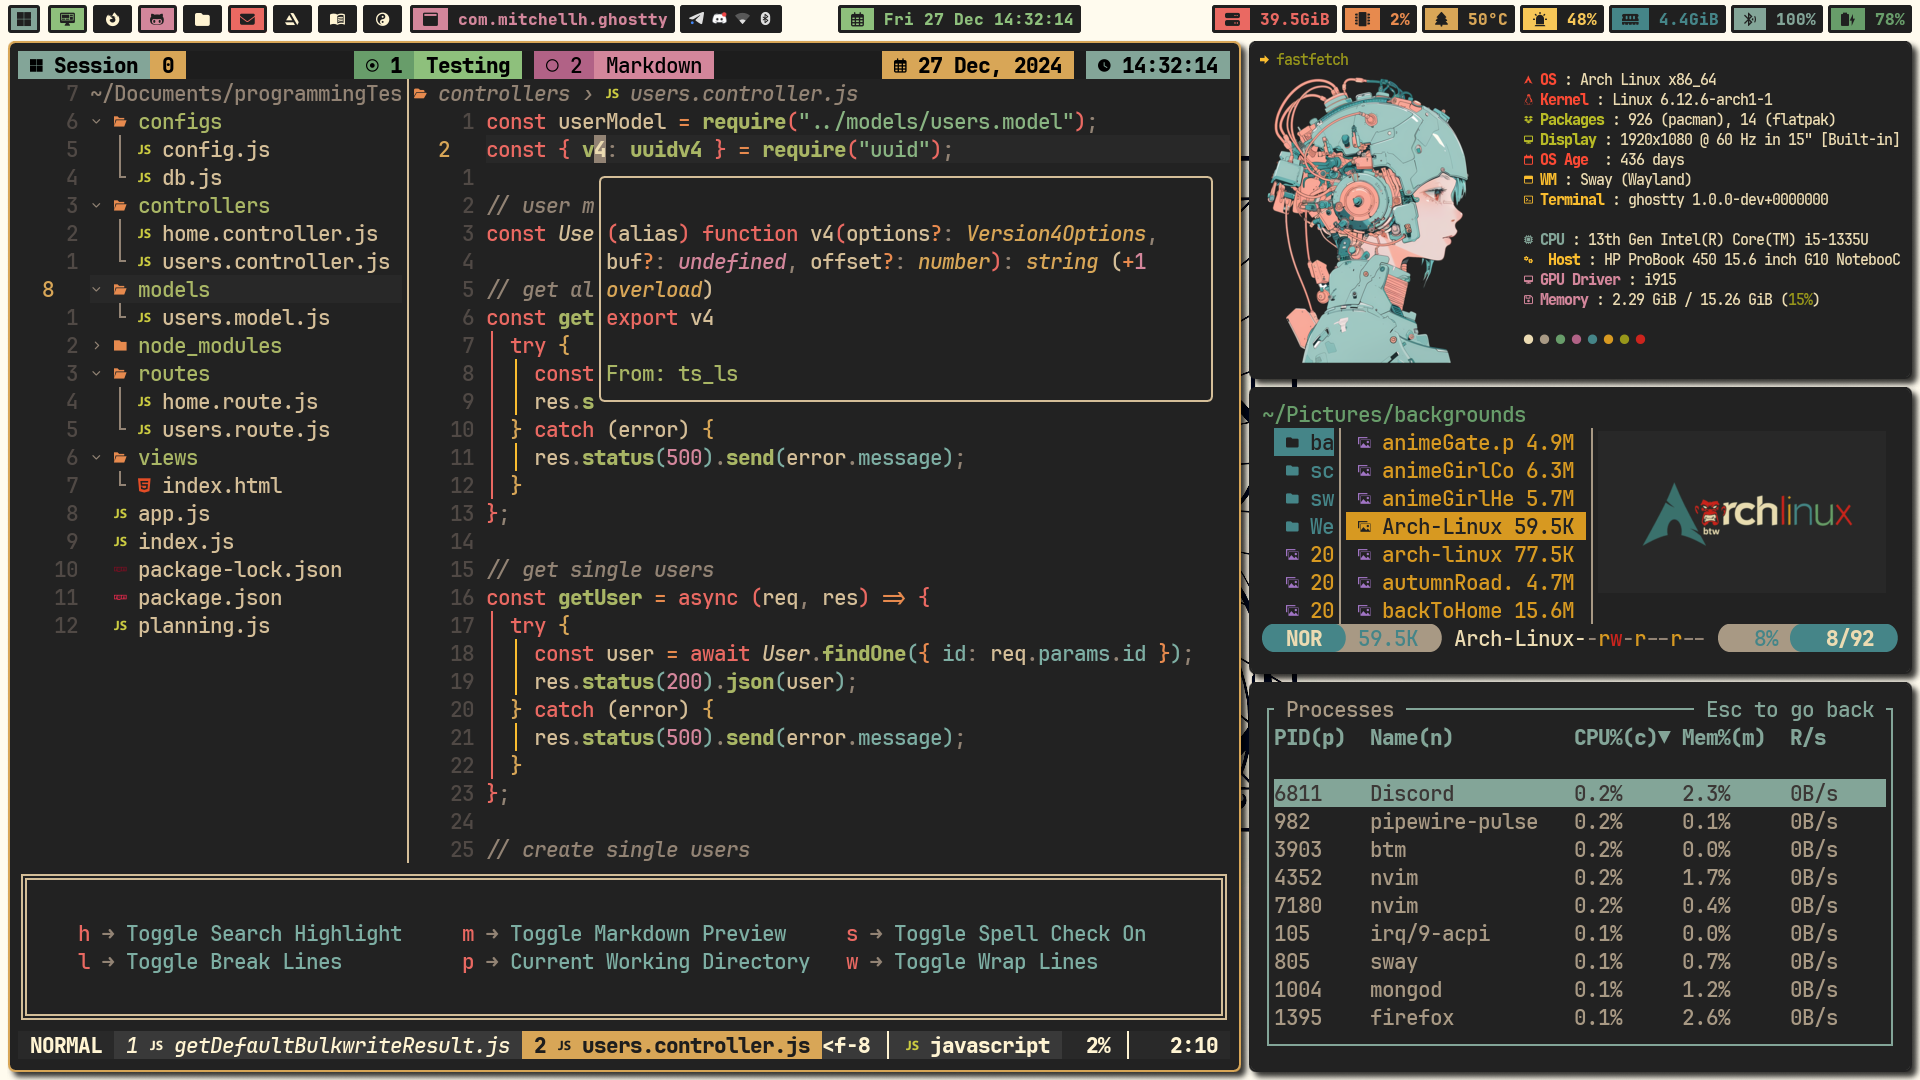 com.mitchellh.ghostty
Fri 27 Dec 14:32:14
39.5GiB
2%
50°C
48%
4.4GiB
100%
78%
Session 0
1 Testing
2 Markdown
27 Dec, 2024
14:32:14
7 ~/Documents/programmingTes
6 configs
5 JS config.js
4 JS db.js
3 controllers
2 JS home.controller.js
1 JS users.controller.js
8 models
1 JS users.model.js
2 node_modules
3 routes
4 JS home.route.js
5 JS users.route.js
6 views
7 index.html
8 JS app.js
9 JS index.js
10 package-lock.json
11 package.json
12 JS planning.js
controllers › JS users.controller.js
1 const userModel = require("../models/users.model");
2 const { v4: uuidv4 } = require("uuid");
1
2 // user m
3 const Use
4
5 // get al
6 const get
7 try {
8 const
9 res.s
10 } catch (error) {
11 res.status(500).send(error.message);
12 }
13 };
14
15 // get single users
16 const getUser = async (req, res) => {
17 try {
18 const user = await User.findOne({ id: req.params.id });
19 res.status(200).json(user);
20 } catch (error) {
21 res.status(500).send(error.message);
22 }
23 };
24
25 // create single users
(alias) function v4(options?: Version4Options,
buf?: undefined, offset?: number): string (+1
overload)
export v4
From: ts_ls
h → Toggle Search Highlight
m → Toggle Markdown Preview
s → Toggle Spell Check On
l → Toggle Break Lines
p → Current Working Directory
w → Toggle Wrap Lines
NORMAL 1 JS getDefaultBulkwriteResult.js 2 JS users.controller.js <f-8 JS javascript 2% 2:10
→ fastfetch
OS : Arch Linux x86_64
Kernel : Linux 6.12.6-arch1-1
Packages : 926 (pacman), 14 (flatpak)
Display : 1920x1080 @ 60 Hz in 15" [Built-in]
OS Age : 436 days
WM : Sway (Wayland)
Terminal : ghostty 1.0.0-dev+0000000
CPU : 13th Gen Intel(R) Core(TM) i5-1335U
Host : HP ProBook 450 15.6 inch G10 NotebooC
GPU Driver : i915
Memory : 2.29 GiB / 15.26 GiB (15%)
~/Pictures/backgrounds
ba animeGate.p 4.9M
sc animeGirlCo 6.3M
sw animeGirlHe 5.7M
We Arch-Linux 59.5K
20 arch-linux 77.5K
20 autumnRoad. 4.7M
20 backToHome 15.6M
rchlinux
btw
NOR 59.5K Arch-Linux--rw-r--r-- 8% 8/92
Processes
Esc to go back
PID(p) Name(n) CPU%(c)▼ Mem%(m) R/s
6811 Discord 0.2% 2.3% 0B/s
982 pipewire-pulse 0.2% 0.1% 0B/s
3903 btm 0.2% 0.0% 0B/s
4352 nvim 0.2% 1.7% 0B/s
7180 nvim 0.2% 0.4% 0B/s
105 irq/9-acpi 0.1% 0.0% 0B/s
805 sway 0.1% 0.7% 0B/s
1004 mongod 0.1% 1.2% 0B/s
1395 firefox 0.1% 2.6% 0B/s